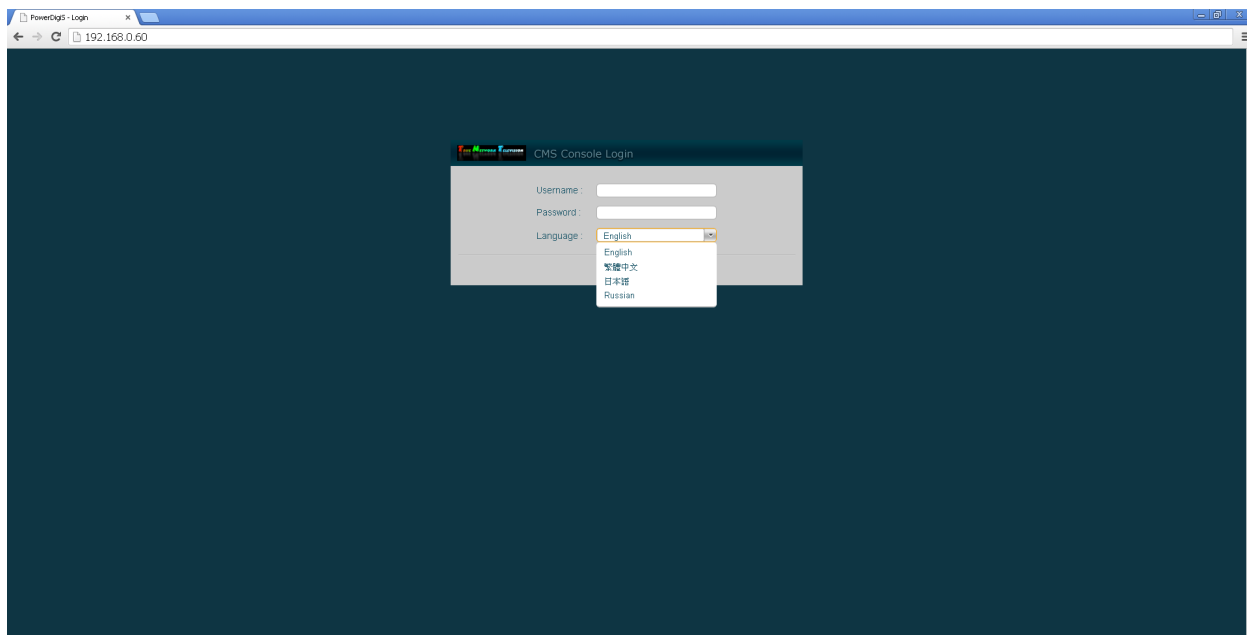 PowerDigiS - Login
192.168.0.60
CMS Console Login
Username :
Password :
Language : English
English
繁體中文
日本語
Russian